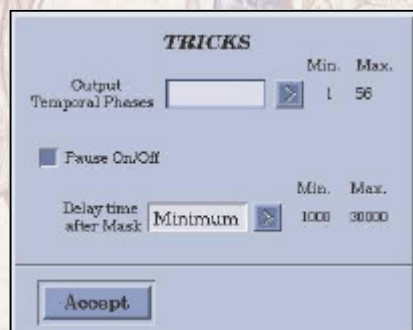 TRICKS
Min. Max.
Output
Temporal Phases
1 56
Pause On/Off
Min. Max.
Delay time
after Mask
Minimum
1000 30000
Accept